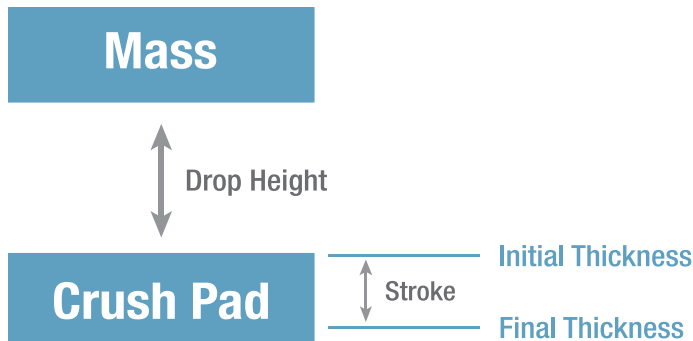 Mass
Drop Height
Initial Thickness
Crush Pad
Stroke
Final Thickness